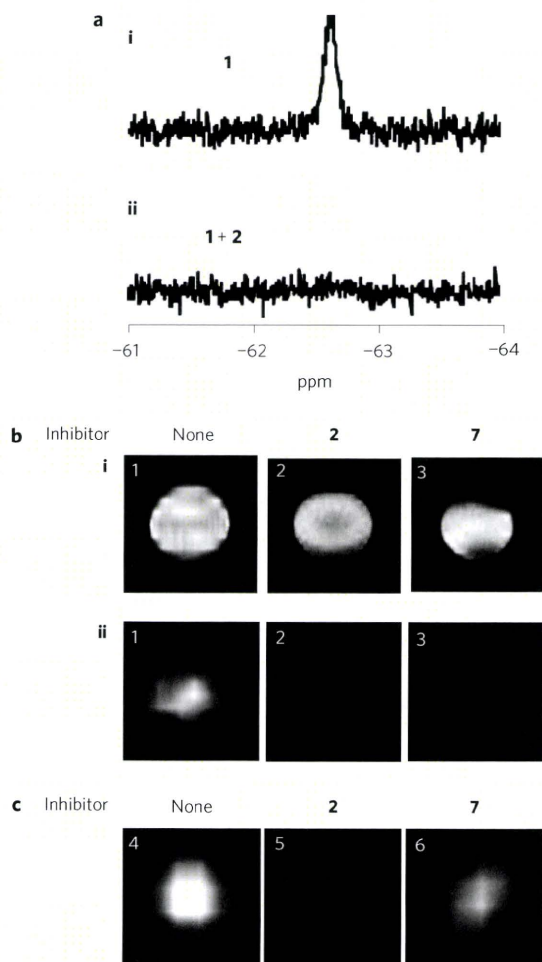 a
i
1
ii
1 + 2
−61 −62 −63 −64
ppm
b Inhibitor None 2 7
i
1 2 3
ii
1 2 3
c Inhibitor None 2 7
4 5 6